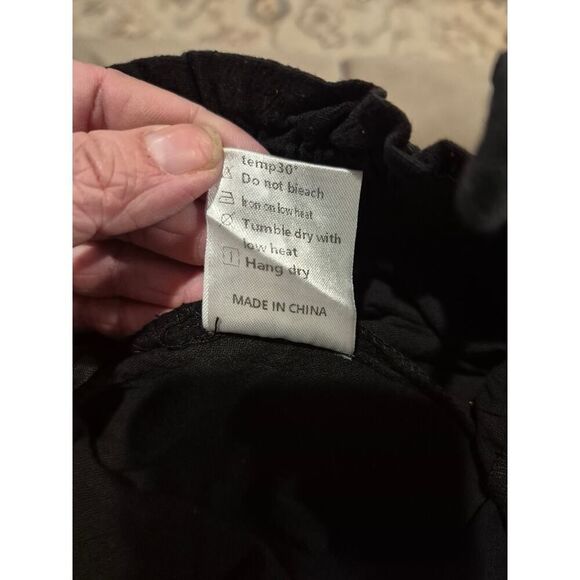 temp30°
Do not bleach
Iron on low heat
Tumble dry with
low heat
Hang dry
MADE IN CHINA